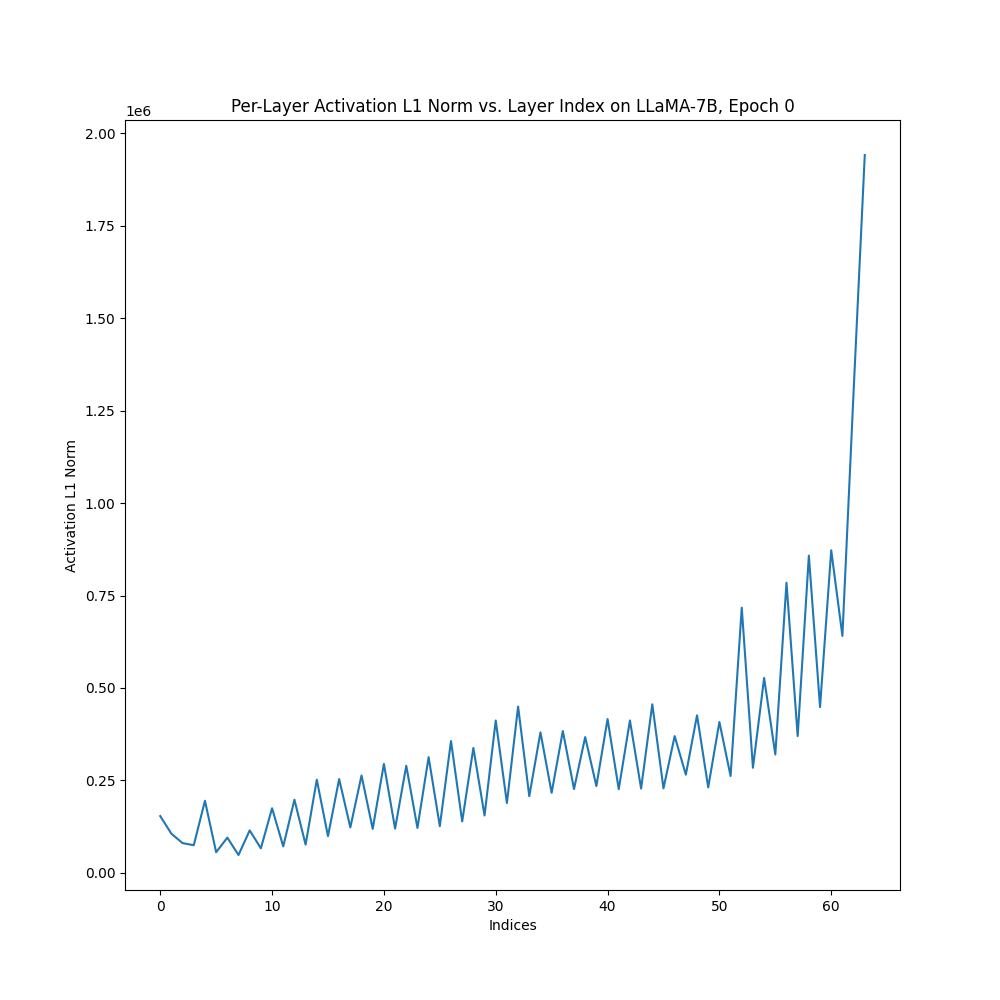 Per-Layer Activation L1 Norm vs. Layer Index on LLaMA-7B, Epoch 0
1e6
2.00
1.75
1.50
1.25
1.00
0.75
0.50
0.25
0.00
Activation L1 Norm
0 10 20 30 40 50 60
Indices